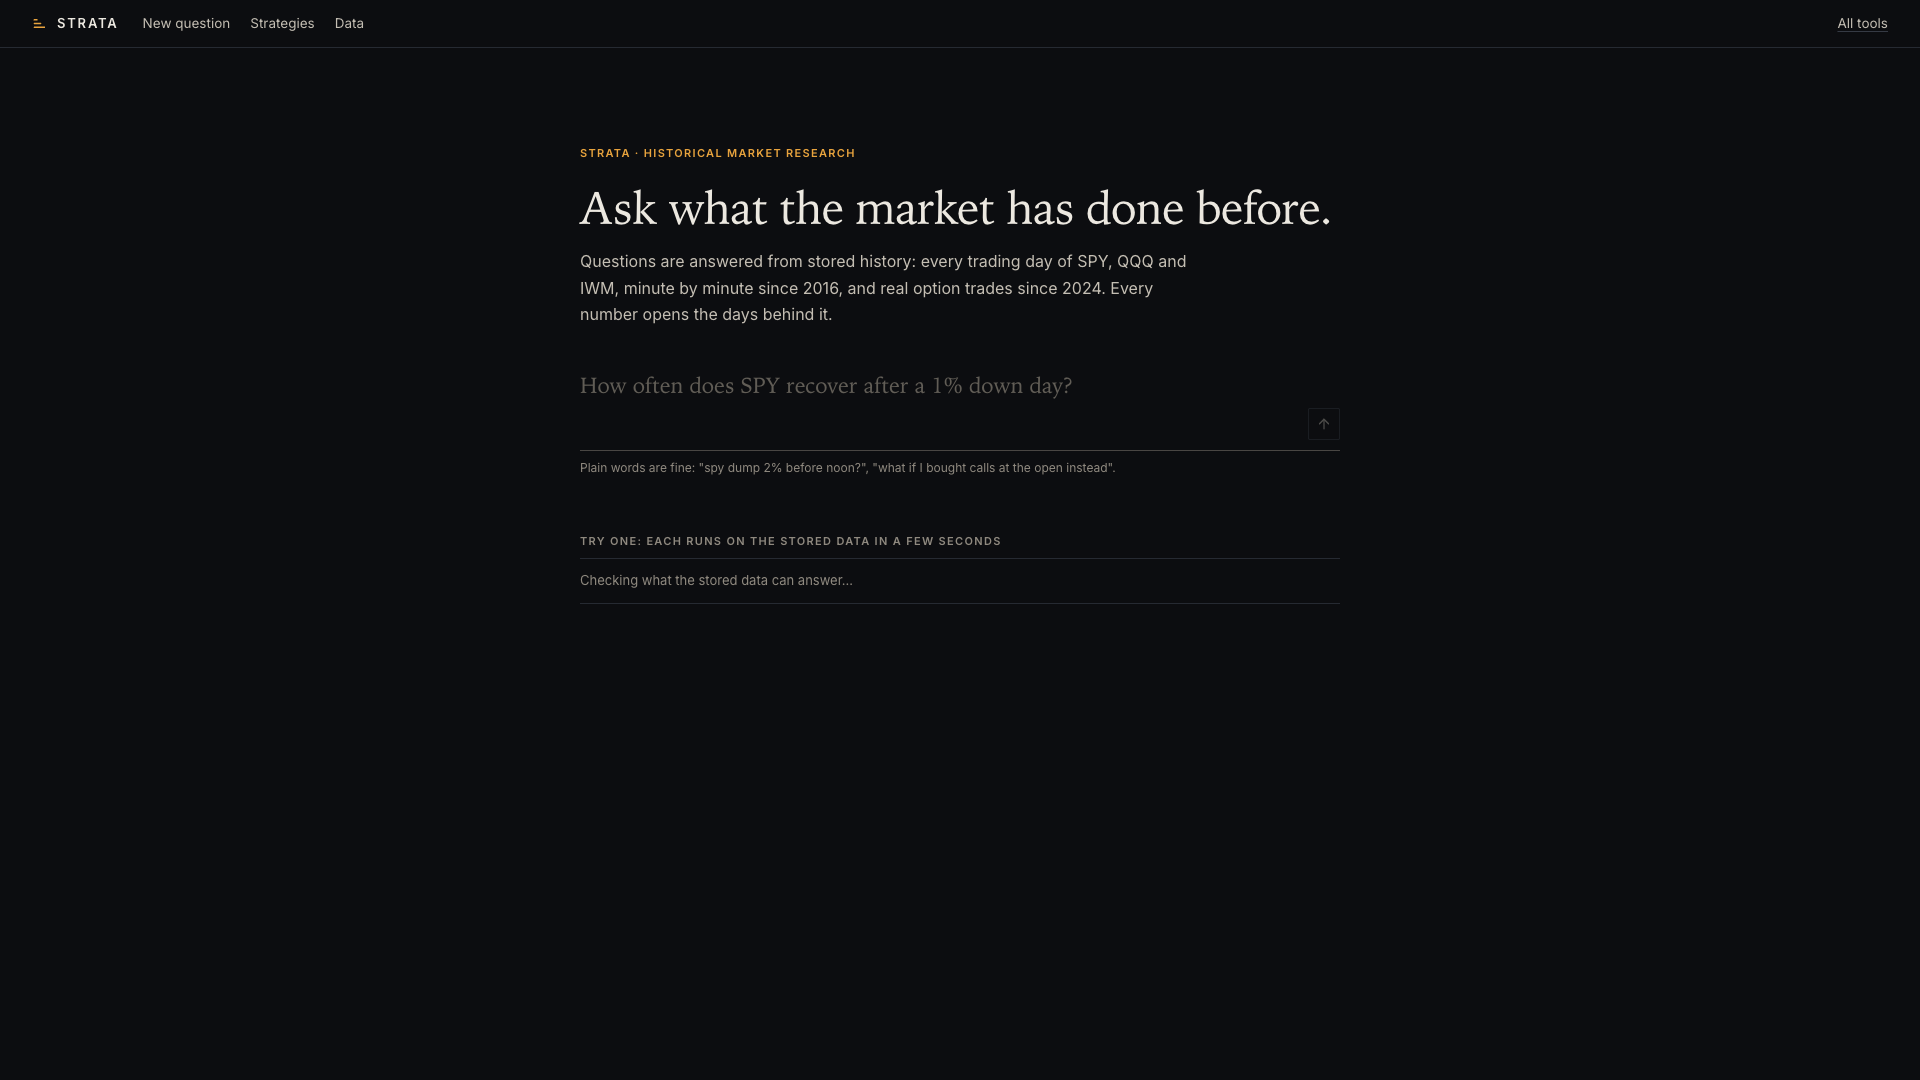 STRATA New question Strategies Data All tools
STRATA · HISTORICAL MARKET RESEARCH
Ask what the market has done before.
Questions are answered from stored history: every trading day of SPY, QQQ and
IWM, minute by minute since 2016, and real option trades since 2024. Every
number opens the days behind it.
How often does SPY recover after a 1% down day?
Plain words are fine: "spy dump 2% before noon?", "what if I bought calls at the open instead".
TRY ONE: EACH RUNS ON THE STORED DATA IN A FEW SECONDS
Checking what the stored data can answer...